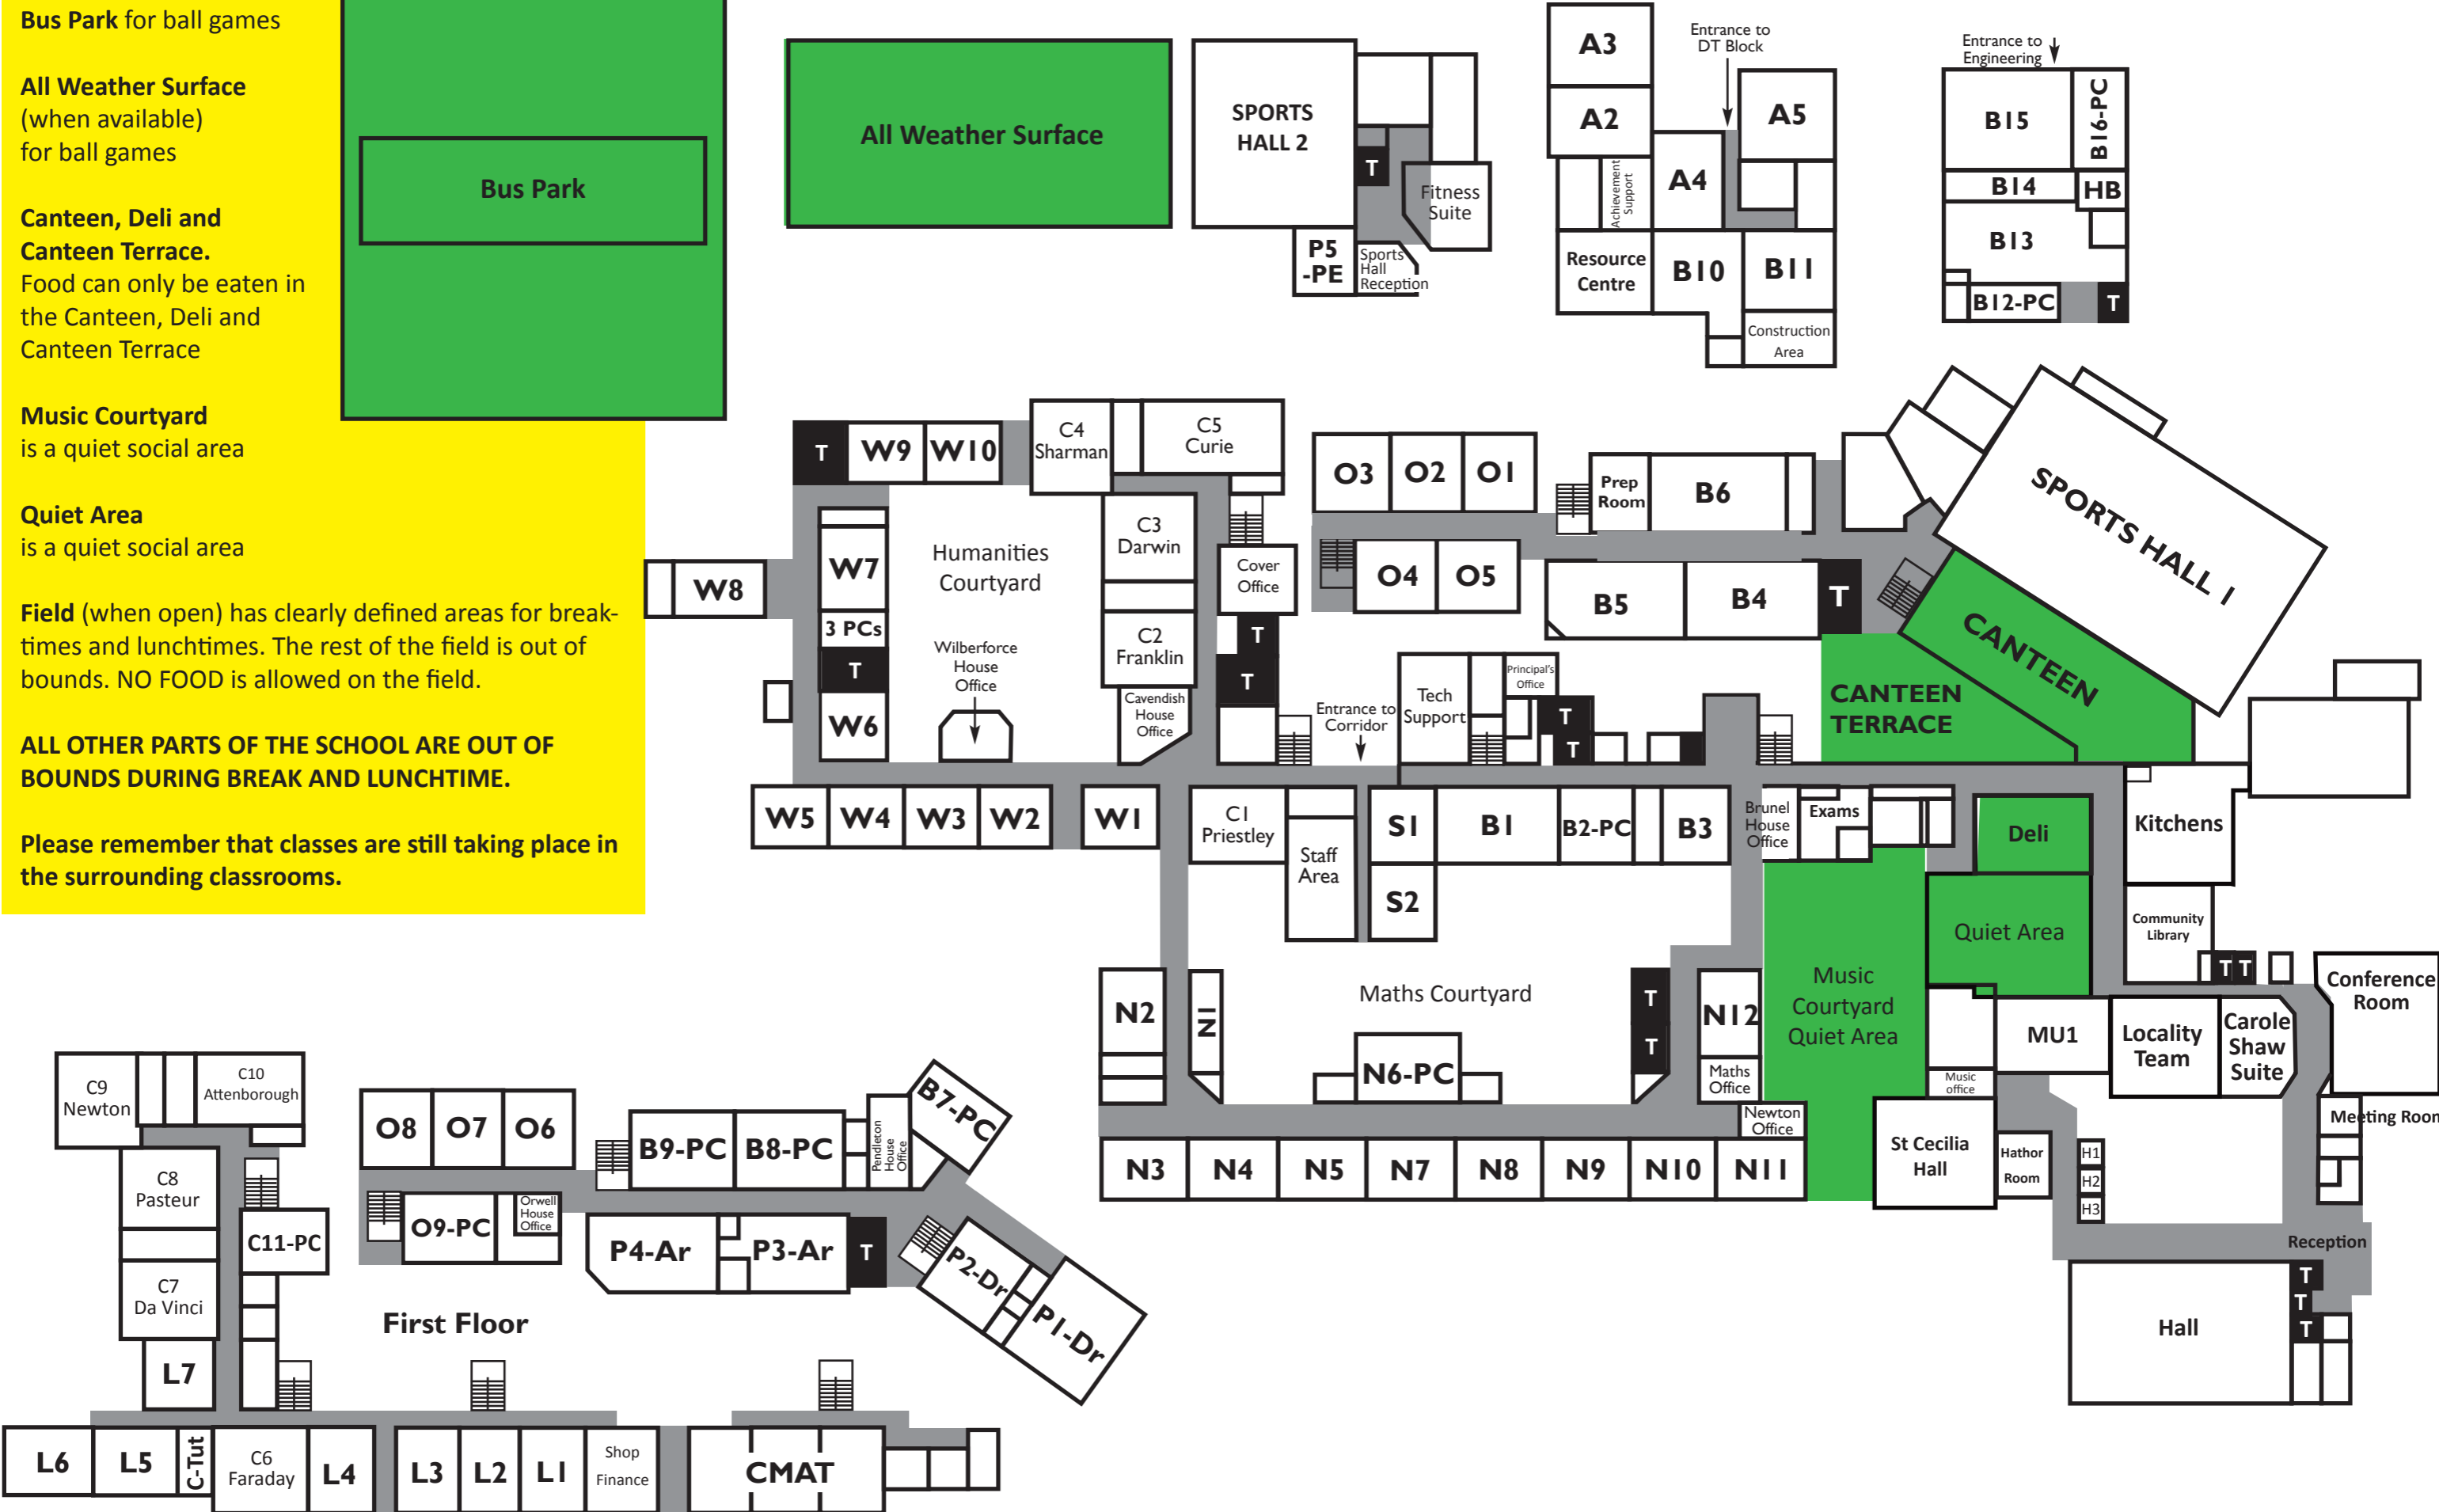 Bus Park for ball games
All Weather Surface
(when available)
for ball games
Canteen, Deli and
Canteen Terrace.
Food can only be eaten in
the Canteen, Deli and
Canteen Terrace
Music Courtyard
is a quiet social area
Quiet Area
is a quiet social area
Field (when open) has clearly defined areas for break-
times and lunchtimes. The rest of the field is out of
bounds. NO FOOD is allowed on the field.
ALL OTHER PARTS OF THE SCHOOL ARE OUT OF
BOUNDS DURING BREAK AND LUNCHTIME.
Please remember that classes are still taking place in
the surrounding classrooms.
Bus Park
All Weather Surface
SPORTS
HALL 2
T
Fitness
Suite
P5
-PE
Sports
Hall
Reception
A3
A2
Achievement
Support
A4
Entrance to
DT Block
A5
Resource
Centre
B10
B11
Construction
Area
Entrance to
Engineering
B15
B16-PC
B14
HB
B13
B12-PC
T
T
W9
W10
C4
Sharman
C5
Curie
W7
W8
3 PCs
T
W6
Humanities
Courtyard
Wilberforce
House
Office
C3
Darwin
C2
Franklin
Cavendish
House
Office
Cover
Office
T
T
Entrance to
Corridor
O3
O2
O1
O4
O5
Prep
Room
B6
B5
B4
T
SPORTS HALL 1
CANTEEN
CANTEEN
TERRACE
Tech
Support
Principal's
Office
T
T
W5
W4
W3
W2
W1
C1
Priestley
Staff
Area
S1
S2
B1
B2-PC
B3
Brunel
House
Office
Exams
Deli
Quiet Area
Kitchens
Community
Library
T T
Conference
Room
N2
N1
Maths Courtyard
N6-PC
T
T
N12
Maths
Office
Newton
Office
Music
Courtyard
Quiet Area
MU1
Music
office
Locality
Team
Carole
Shaw
Suite
Meeting Room
N3
N4
N5
N7
N8
N9
N10
N11
St Cecilia
Hall
Hathor
Room
H1
H2
H3
Reception
Hall
T
T
T
C9
Newton
C10
Attenborough
C8
Pasteur
C11-PC
C7
Da Vinci
L7
O8
O7
O6
O9-PC
Orwell
House
Office
B9-PC
B8-PC
Pendleton
House
Office
B7-PC
P4-Ar
P3-Ar
T
P2-Dr
P1-Dr
First Floor
L6
L5
C-Tut
C6
Faraday
L4
L3
L2
L1
Shop
Finance
CMAT